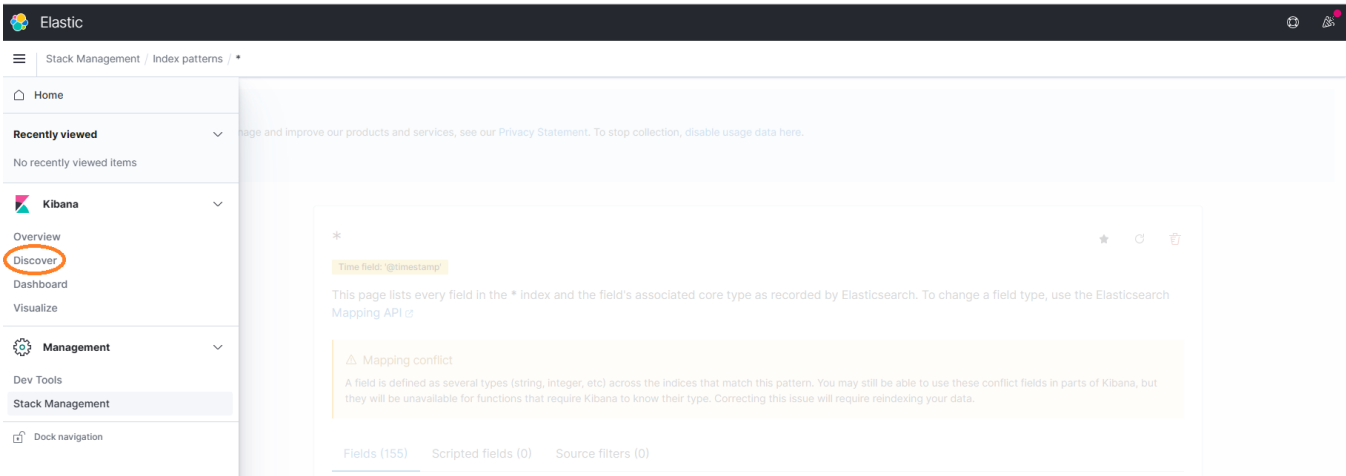 Elastic
Stack Management / Index patterns / *
Home
Recently viewed
No recently viewed items
Kibana
Overview
Discover
Dashboard
Visualize
Management
Dev Tools
Stack Management
Dock navigation
and improve our products and services, see our Privacy Statement. To stop collection, disable usage data here.
*
Time field: '@timestamp'
This page lists every field in the * index and the field's associated core type as recorded by Elasticsearch. To change a field type, use the Elasticsearch
Mapping API
Mapping conflict
A field is defined as several types (string, integer, etc) across the indices that match this pattern. You may still be able to use these conflict fields in parts of Kibana, but
they will be unavailable for functions that require Kibana to know their type. Correcting this issue will require reindexing your data.
Fields (155) Scripted fields (0) Source filters (0)